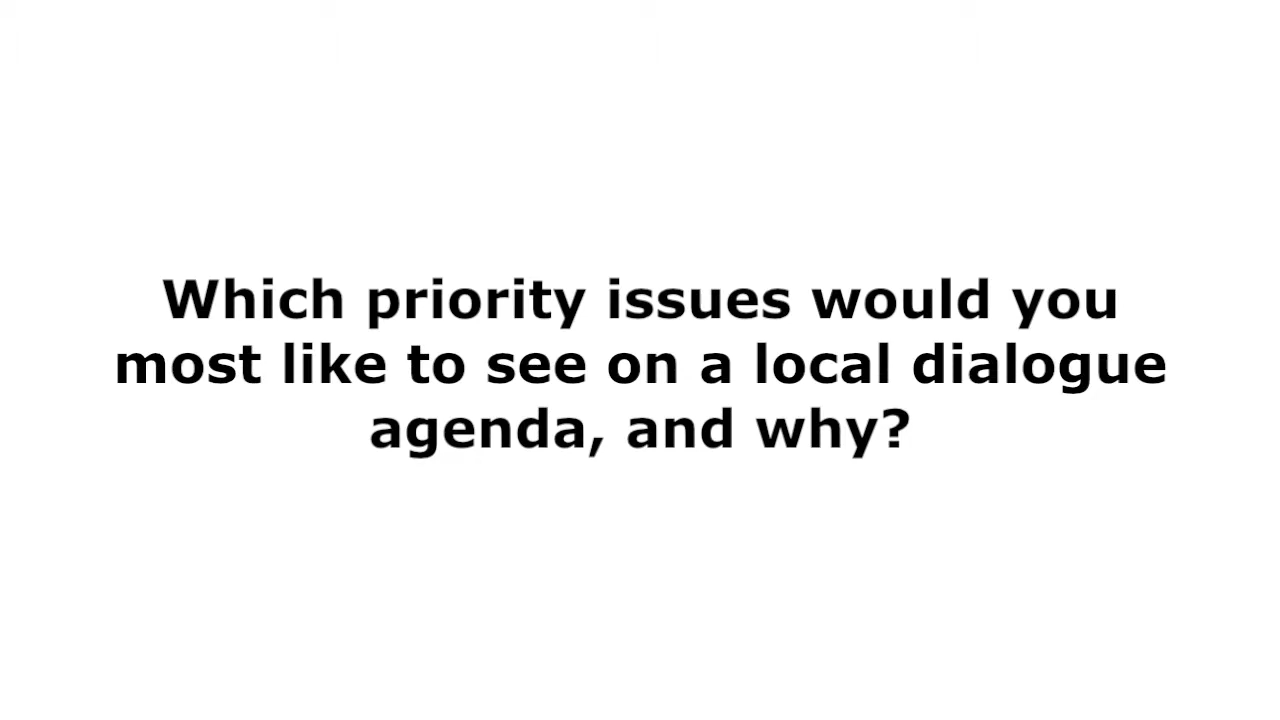 Which priority issues would you
most like to see on a local dialogue
agenda, and why?